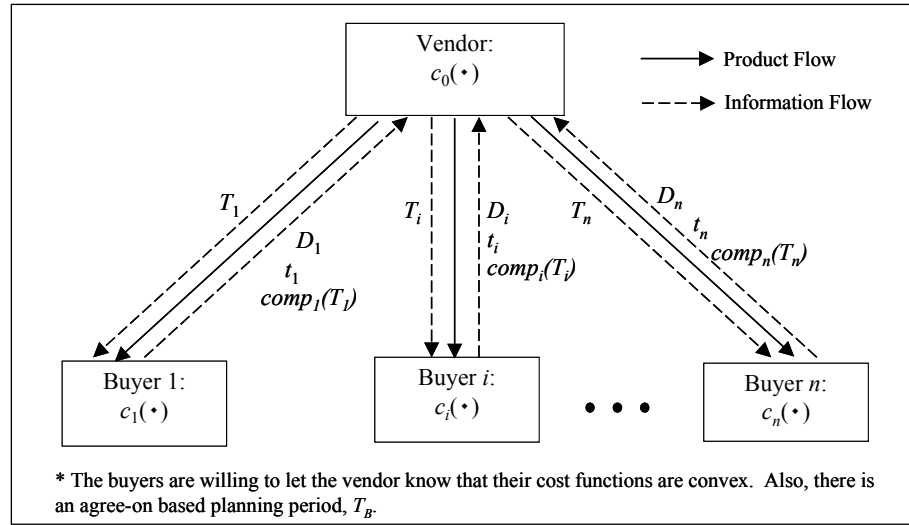 Vendor:
c₀(•)
Product Flow
Information Flow
T₁
D₁
t₁
comp₁(T₁)
Tᵢ
Dᵢ
tᵢ
compᵢ(Tᵢ)
Tₙ
Dₙ
tₙ
compₙ(Tₙ)
Buyer 1:
c₁(•)
Buyer i:
cᵢ(•)
• • •
Buyer n:
cₙ(•)
* The buyers are willing to let the vendor know that their cost functions are convex. Also, there is
an agree-on based planning period, T_B.